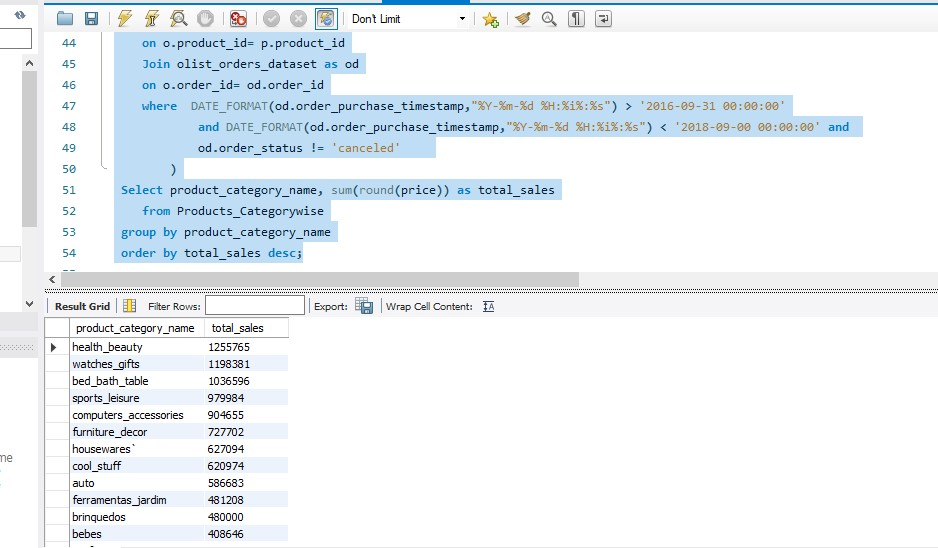 Don't Limit
44 on o.product_id= p.product_id
45 Join olist_orders_dataset as od
46 on o.order_id= od.order_id
47 where DATE_FORMAT(od.order_purchase_timestamp,"%Y-%m-%d %H:%i%:%s") > '2016-09-31 00:00:00'
48 and DATE_FORMAT(od.order_purchase_timestamp,"%Y-%m-%d %H:%i%:%s") < '2018-09-00 00:00:00' and
49 od.order_status != 'canceled'
50 )
51 Select product_category_name, sum(round(price)) as total_sales
52 from Products_Categorywise
53 group by product_category_name
54 order by total_sales desc;
Result Grid Filter Rows: Export: Wrap Cell Content:
product_category_name total_sales
health_beauty 1255765
watches_gifts 1198381
bed_bath_table 1036596
sports_leisure 979984
computers_accessories 904655
furniture_decor 727702
housewares` 627094
cool_stuff 620974
auto 586683
ferramentas_jardim 481208
brinquedos 480000
bebes 408646